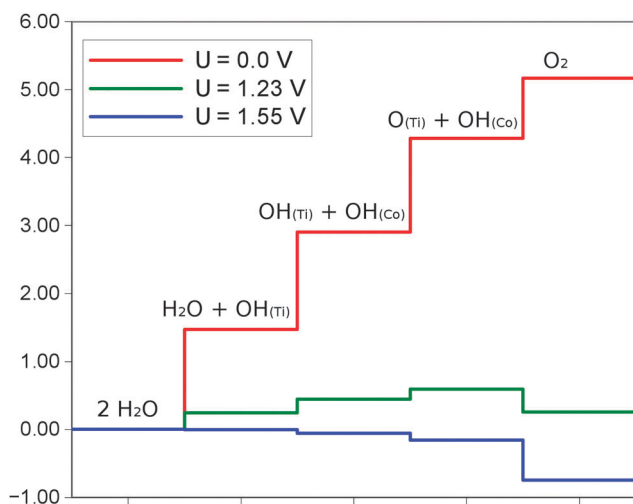 6.00
U = 0.0 V
U = 1.23 V
U = 1.55 V
O₂
5.00
O(Ti) + OH(Co)
4.00
OH(Ti) + OH(Co)
3.00
2.00
H₂O + OH(Ti)
1.00
2 H₂O
0.00
−1.00